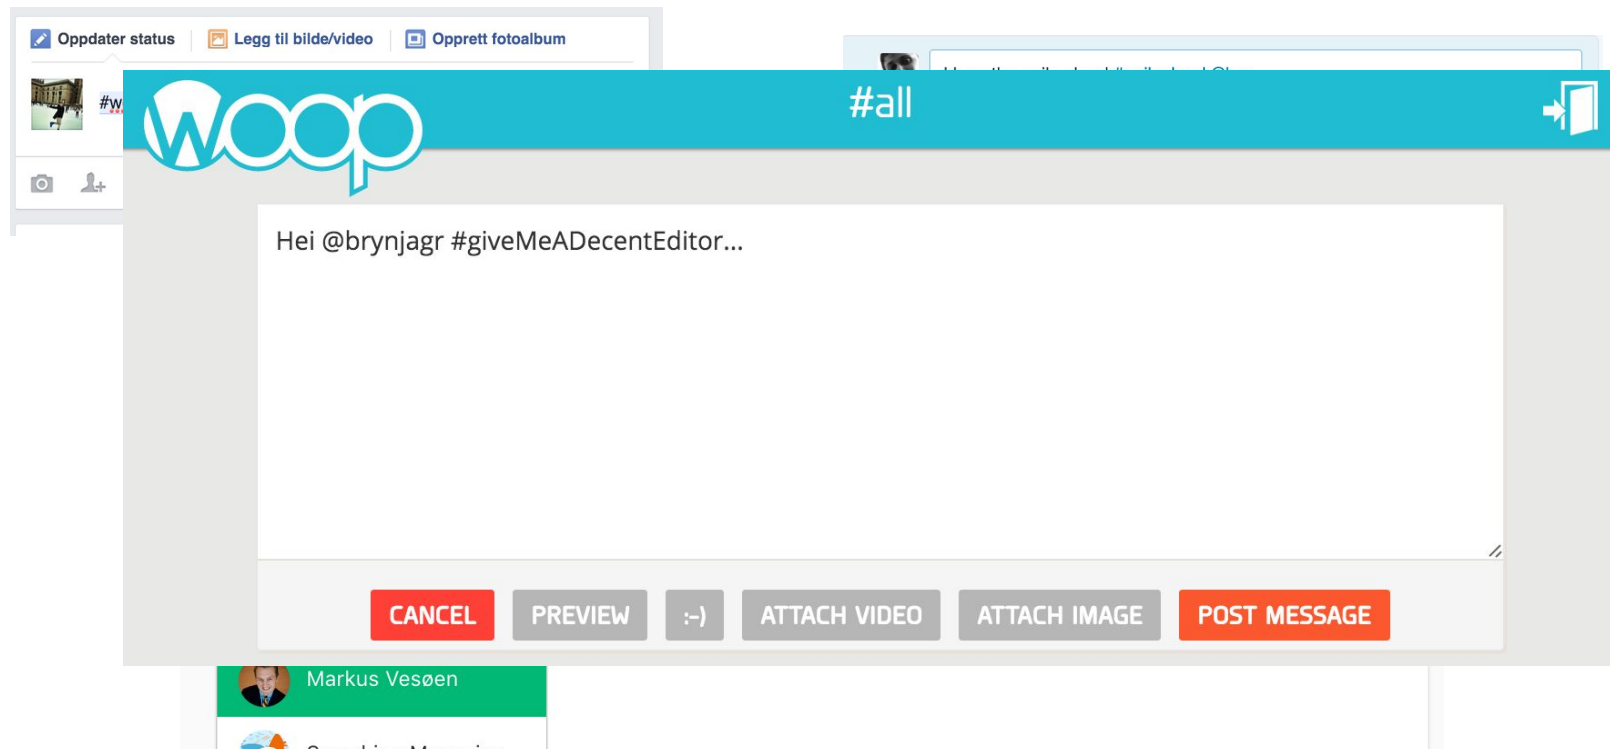 Oppdater status Legg til bilde/video Opprett fotoalbum
#w
woop
#all
Hei @brynjagr #giveMeADecentEditor...
CANCEL PREVIEW :-) ATTACH VIDEO ATTACH IMAGE POST MESSAGE
Markus Vesøen